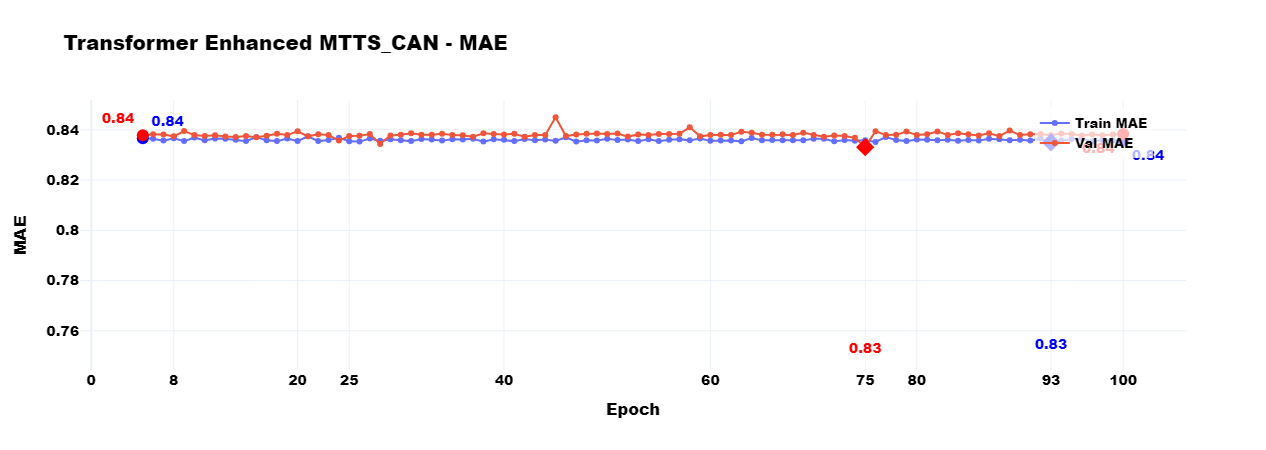 Transformer Enhanced MTTS_CAN - MAE
0.84
0.84
Train MAE
Val MAE
0.84
0.84
0.84
0.82
0.8
0.78
0.76
MAE
0.83
0.83
0 8 20 25 40 60 75 80 93 100
Epoch